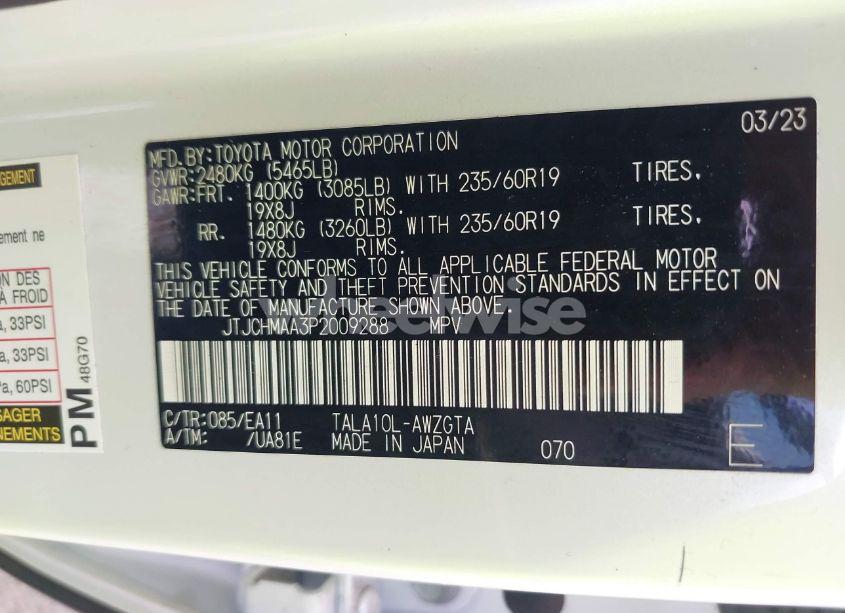 03/23
MFD.BY:TOYOTA MOTOR CORPORATION
GVWR:2480KG (5465LB)
GAWR:FRT. 1400KG (3085LB) WITH 235/60R19 TIRES.
19X8J RIMS.
RR. 1480KG (3260LB) WITH 235/60R19 TIRES.
19X8J RIMS.
THIS VEHICLE CONFORMS TO ALL APPLICABLE FEDERAL MOTOR
VEHICLE SAFETY AND THEFT PREVENTION STANDARDS IN EFFECT ON
THE DATE OF MANUFACTURE SHOWN ABOVE.
JTJCHMAA3P2009288 MPV
C/TR:085/EA11 TALA10L-AWZGTA
A/TM: /UA81E MADE IN JAPAN 070
E
ement ne
ON DES
A FROID
a, 33PSI
a, 33PSI
a, 60PSI
SAGER
NEMENTS
PM 48G70
wheelwise